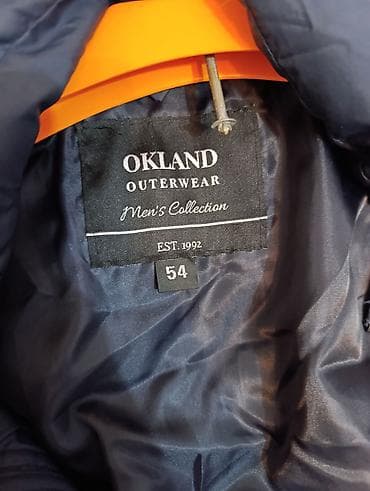 OKLAND
OUTERWEAR
Men's Collection
EST. 1992
54